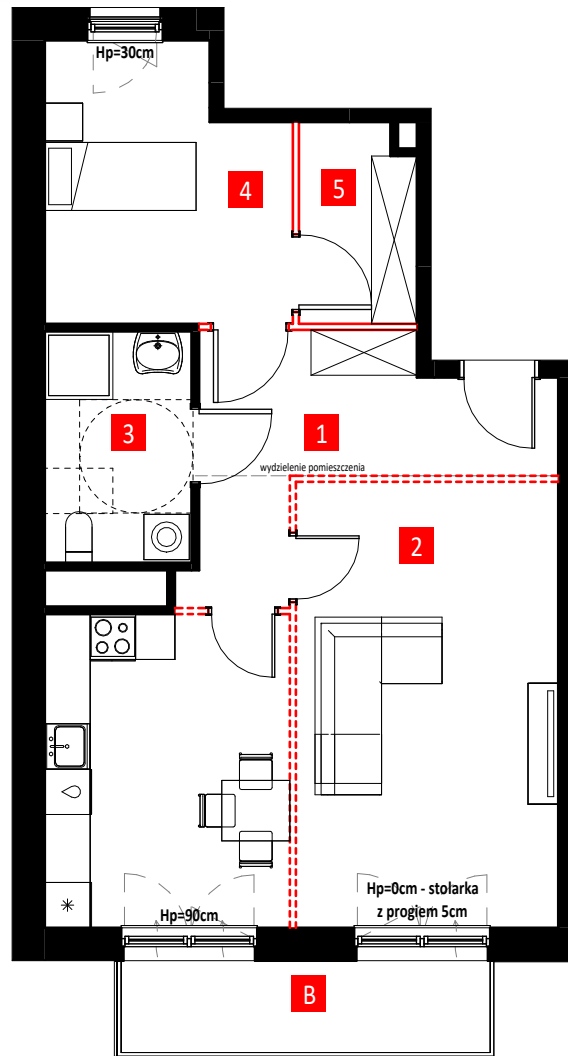 Hp=30cm
4
5
3
1
wydzielenie pomieszczenia
2
Hp=0cm - stolarka
z progiem 5cm
Hp=90cm
B